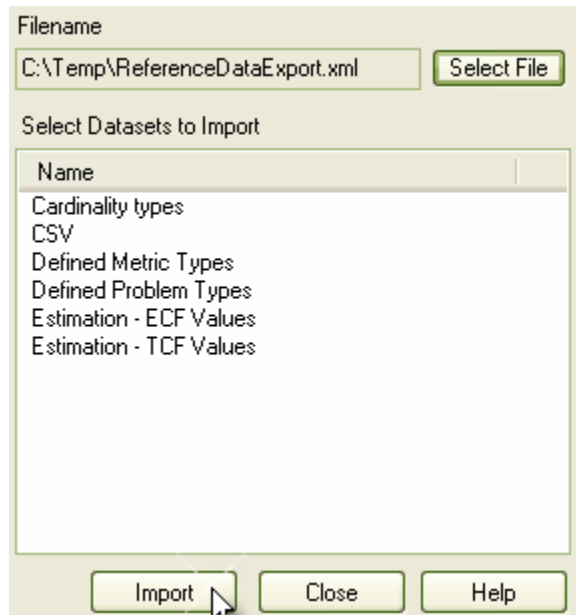 Filename
C:\Temp\ReferenceDataExport.xml Select File
Select Datasets to Import
Name
Cardinality types
CSV
Defined Metric Types
Defined Problem Types
Estimation - ECF Values
Estimation - TCF Values
Import Close Help